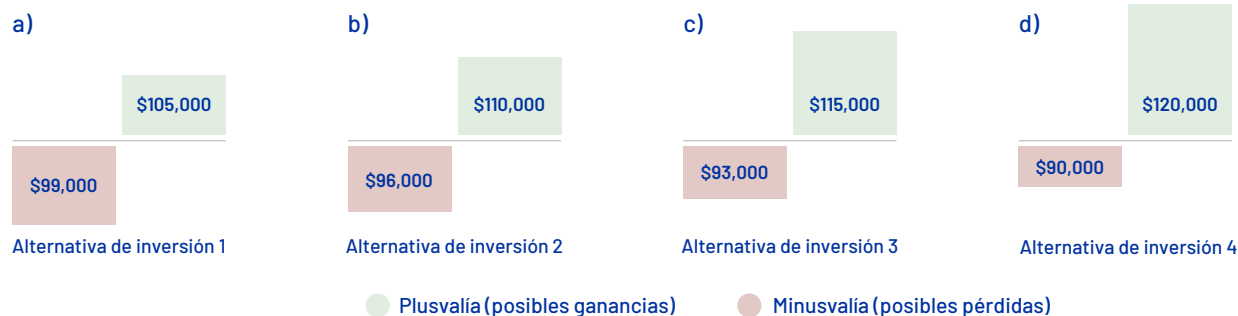 a)
b)
c)
d)
$105,000
$110,000
$115,000
$120,000
$99,000
$96,000
$93,000
$90,000
Alternativa de inversión 1
Alternativa de inversión 2
Alternativa de inversión 3
Alternativa de inversión 4
Plusvalía (posibles ganancias)
Minusvalía (posibles pérdidas)